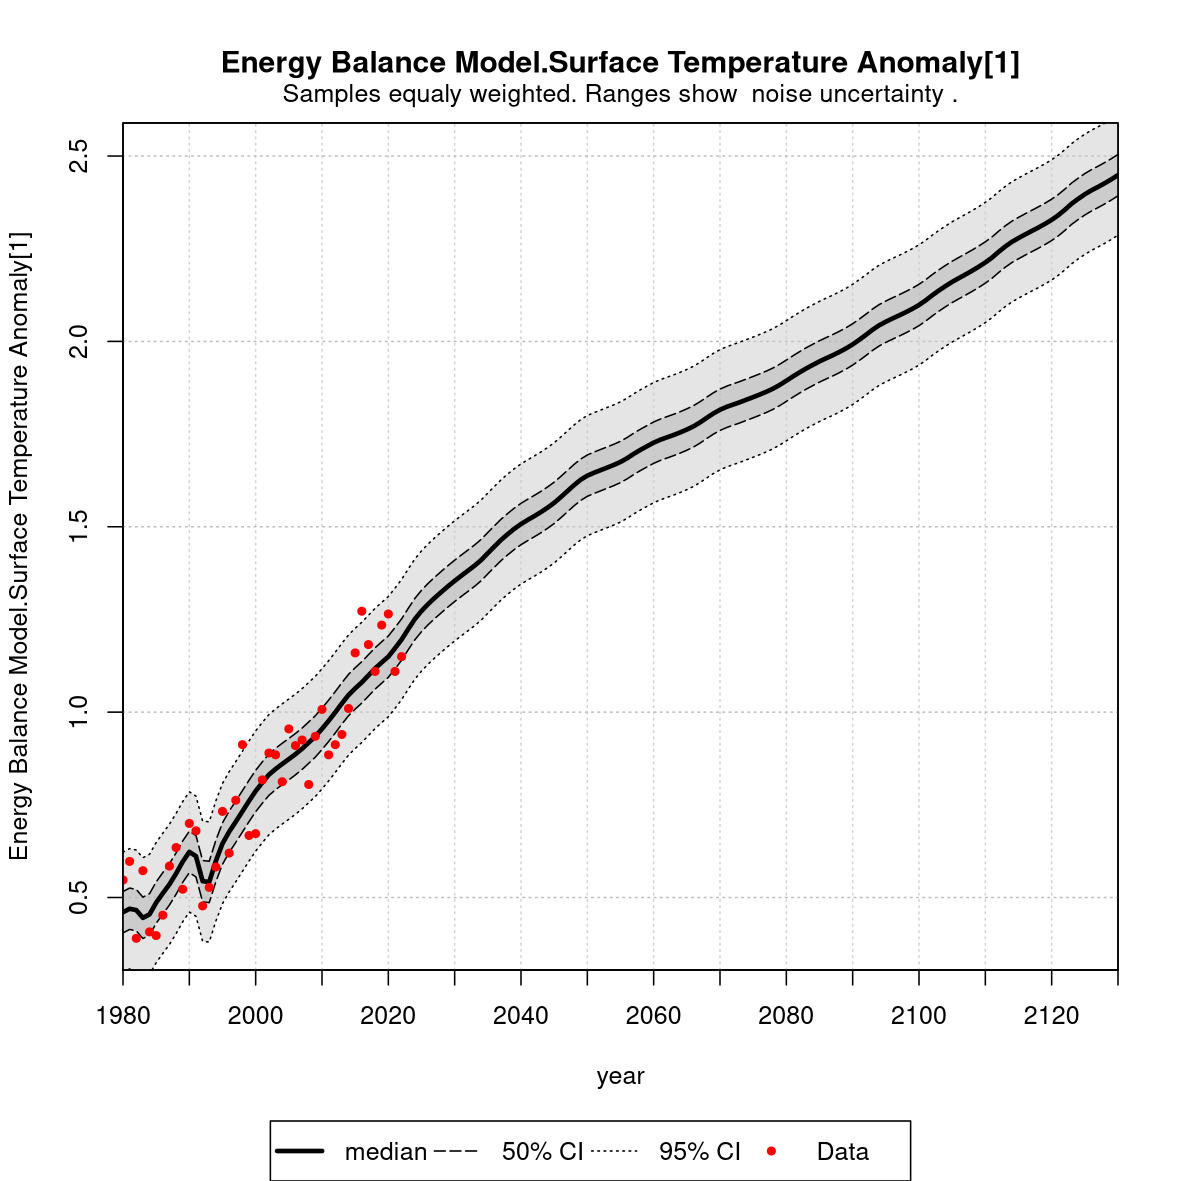 Energy Balance Model.Surface Temperature Anomaly[1]
Samples equaly weighted. Ranges show  noise uncertainty .
Energy Balance Model.Surface Temperature Anomaly[1]
2.5
2.0
1.5
1.0
0.5
1980 2000 2020 2040 2060 2080 2100 2120
year
median 50% CI 95% CI Data